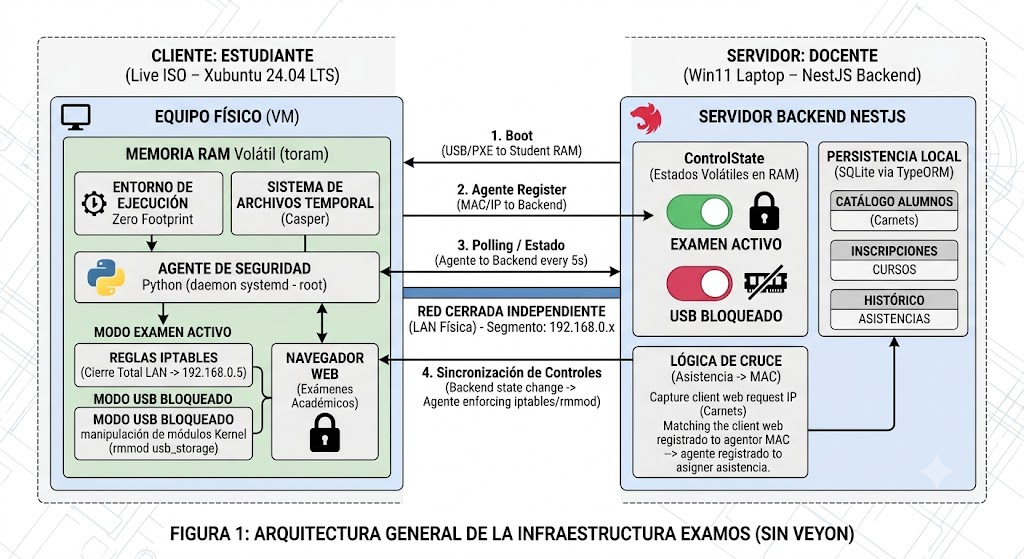 CLIENTE: ESTUDIANTE
(Live ISO – Xubuntu 24.04 LTS)
EQUIPO FÍSICO (VM)
MEMORIA RAM Volátil (toram)
ENTORNO DE
EJECUCIÓN
Zero Footprint
SISTEMA DE
ARCHIVOS TEMPORAL
(Casper)
AGENTE DE SEGURIDAD
Python (daemon systemd - root)
MODO EXAMEN ACTIVO
REGLAS IPTABLES
(Cierre Total LAN -> 192.168.0.5)
MODO USB BLOQUEADO
MODO USB BLOQUEADO
manipulación de módulos Kernel
(rmmod usb_storage)
NAVEGADOR
WEB
(Exámenes
Académicos)
1. Boot
(USB/PXE to Student RAM)
2. Agente Register
(MAC/IP to Backend)
3. Polling / Estado
(Agente to Backend every 5s)
RED CERRADA INDEPENDIENTE
(LAN Física) - Segmento: 192.168.0.x
4. Sincronización de Controles
(Backend state change ->
Agente enforcing iptables/rmmod)
SERVIDOR: DOCENTE
(Win11 Laptop – NestJS Backend)
SERVIDOR BACKEND NESTJS
ControlState
(Estados Volátiles en RAM)
EXAMEN ACTIVO
USB BLOQUEADO
PERSISTENCIA LOCAL
(SQLite via TypeORM)
CATÁLOGO ALUMNOS
(Carnets)
INSCRIPCIONES
CURSOS
HISTÓRICO
ASISTENCIAS
LÓGICA DE CRUCE
(Asistencia -> MAC)
Capture client web request IP
(Carnets)
Matching the client web
registrado to agentor MAC
—> agente registrado to
asigner asistencia.
FIGURA 1: ARQUITECTURA GENERAL DE LA INFRAESTRUCTURA EXAMOS (SIN VEYON)